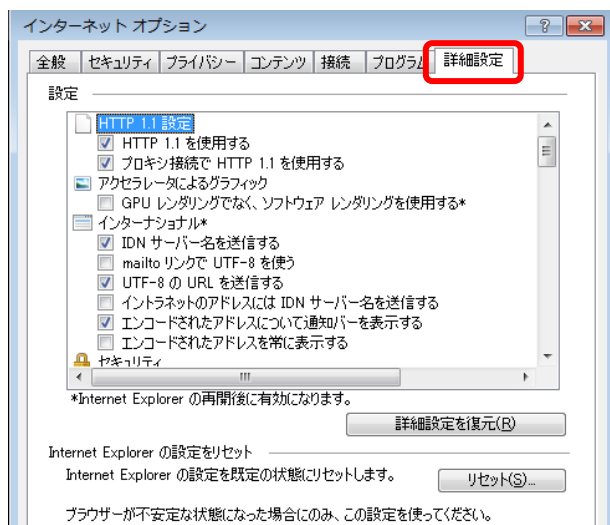 インターネット オプション
全般 セキュリティ プライバシー コンテンツ 接続 プログラム 詳細設定
設定
HTTP 1.1 設定
HTTP 1.1 を使用する
プロキシ接続で HTTP 1.1 を使用する
アクセラレータによるグラフィック
GPU レンダリングでなく、ソフトウェア レンダリングを使用する*
インターナショナル*
IDN サーバー名を送信する
mailto リンクで UTF-8 を使う
UTF-8 の URL を送信する
イントラネットのアドレスには IDN サーバー名を送信する
エンコードされたアドレスについて通知バーを表示する
エンコードされたアドレスを常に表示する
セキュリティ
*Internet Explorer の再開後に有効になります。
詳細設定を復元(R)
Internet Explorer の設定をリセット
Internet Explorer の設定を既定の状態にリセットします。
リセット(S)...
ブラウザーが不安定な状態になった場合にのみ、この設定を使ってください。